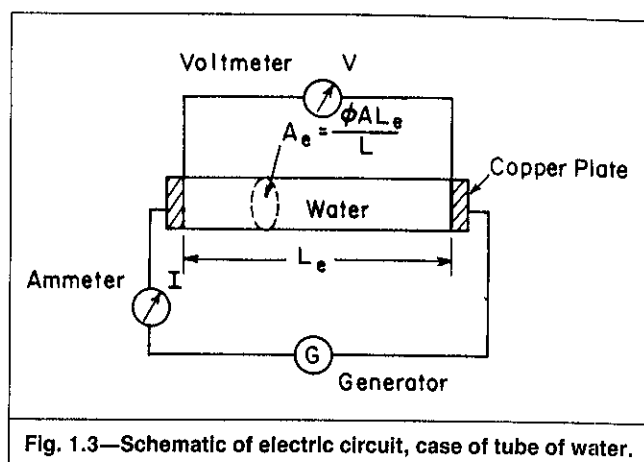 Voltmeter V
A_e = ϕAL_e / L
Copper Plate
Water
L_e
Ammeter I
G
Generator
Fig. 1.3—Schematic of electric circuit, case of tube of water.